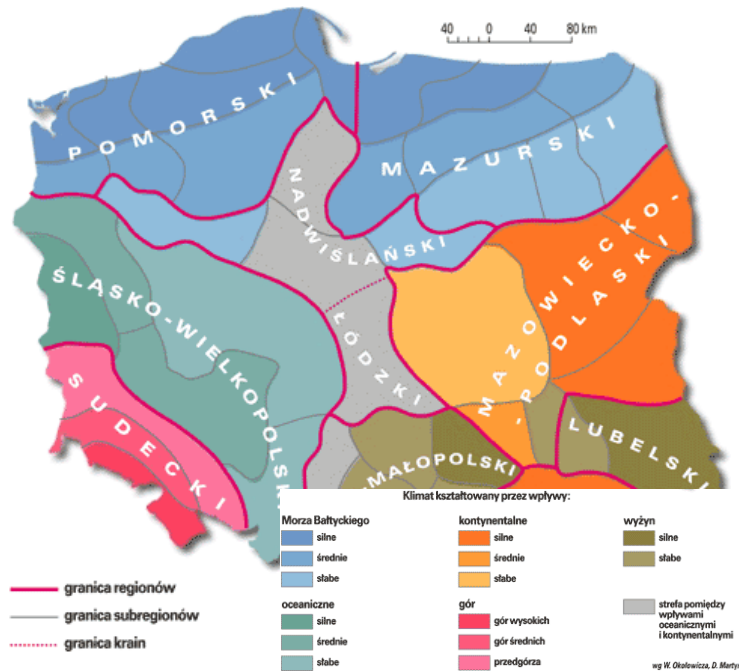 40 0 40 80 km
POMORSKI
MAZURSKI
NADWIŚLAŃSKI
MAZOWIECKO-
-PODLASKI
ŚLĄSKO-WIELKOPOLSKI
ŁÓDZKI
SUDECKI
MAŁOPOLSKI
LUBELSKI
Klimat kształtowany przez wpływy:
Morza Bałtyckiego
silne
średnie
słabe
oceaniczne
silne
średnie
słabe
kontynentalne
silne
średnie
słabe
gór
gór wysokich
gór średnich
przedgórza
wyżyn
silne
słabe
strefa pomiędzy
wpływami
oceanicznymi
i kontynentalnymi
granica regionów
granica subregionów
granica krain
wg W. Okołowicza, D. Martyn